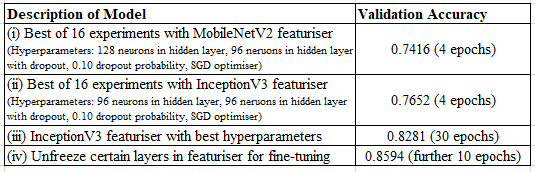 Description of Model Validation Accuracy
(i) Best of 16 experiments with MobileNetV2 featuriser
(Hyperparameters: 128 neurons in hidden layer, 96 neruons in hidden layer
with dropout, 0.10 dropout probability, SGD optimiser)
0.7416 (4 epochs)
(ii) Best of 16 experiments with InceptionV3 featuriser
(Hyperparameters: 96 neurons in hidden layer, 96 neruons in hidden layer
with dropout, 0.10 dropout probability, SGD optimiser)
0.7652 (4 epochs)
(iii) InceptionV3 featuriser with best hyperparameters 0.8281 (30 epochs)
(iv) Unfreeze certain layers in featuriser for fine-tuning 0.8594 (further 10 epochs)